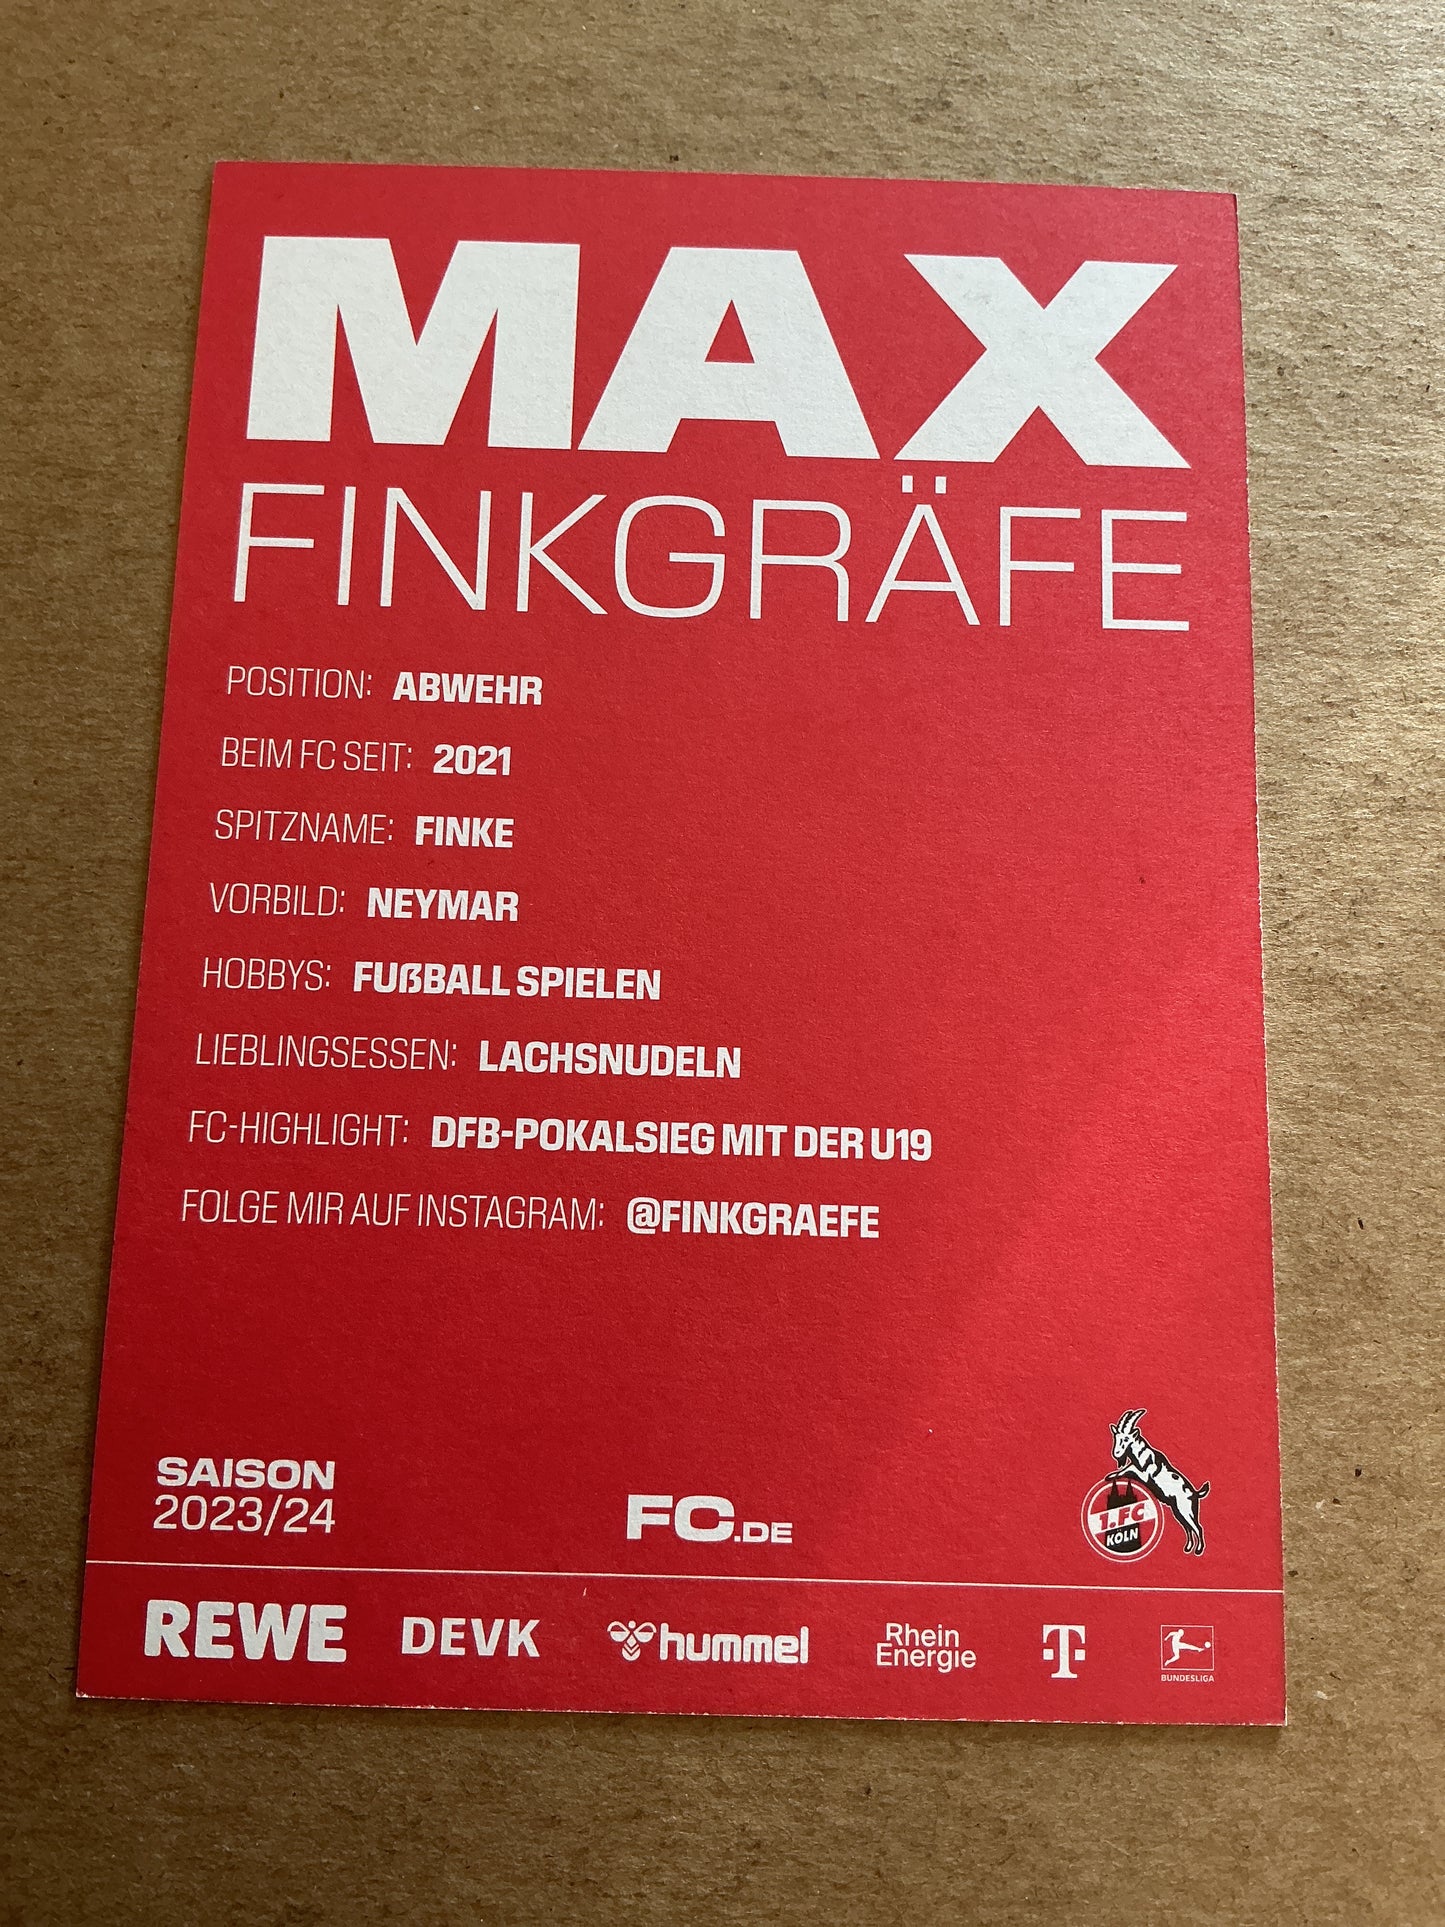 MAX
FINKGRÄFE
POSITION: ABWEHR
BEIM FC SEIT: 2021
SPITZNAME: FINKE
VORBILD: NEYMAR
HOBBYS: FUßBALL SPIELEN
LIEBLINGSESSEN: LACHSNUDELN
FC-HIGHLIGHT: DFB-POKALSIEG MIT DER U19
FOLGE MIR AUF INSTAGRAM: @FINKGRAEFE
SAISON
2023/24
FC.DE
1.FC
KÖLN
REWE DEVK hummel Rhein
Energie T BUNDESLIGA